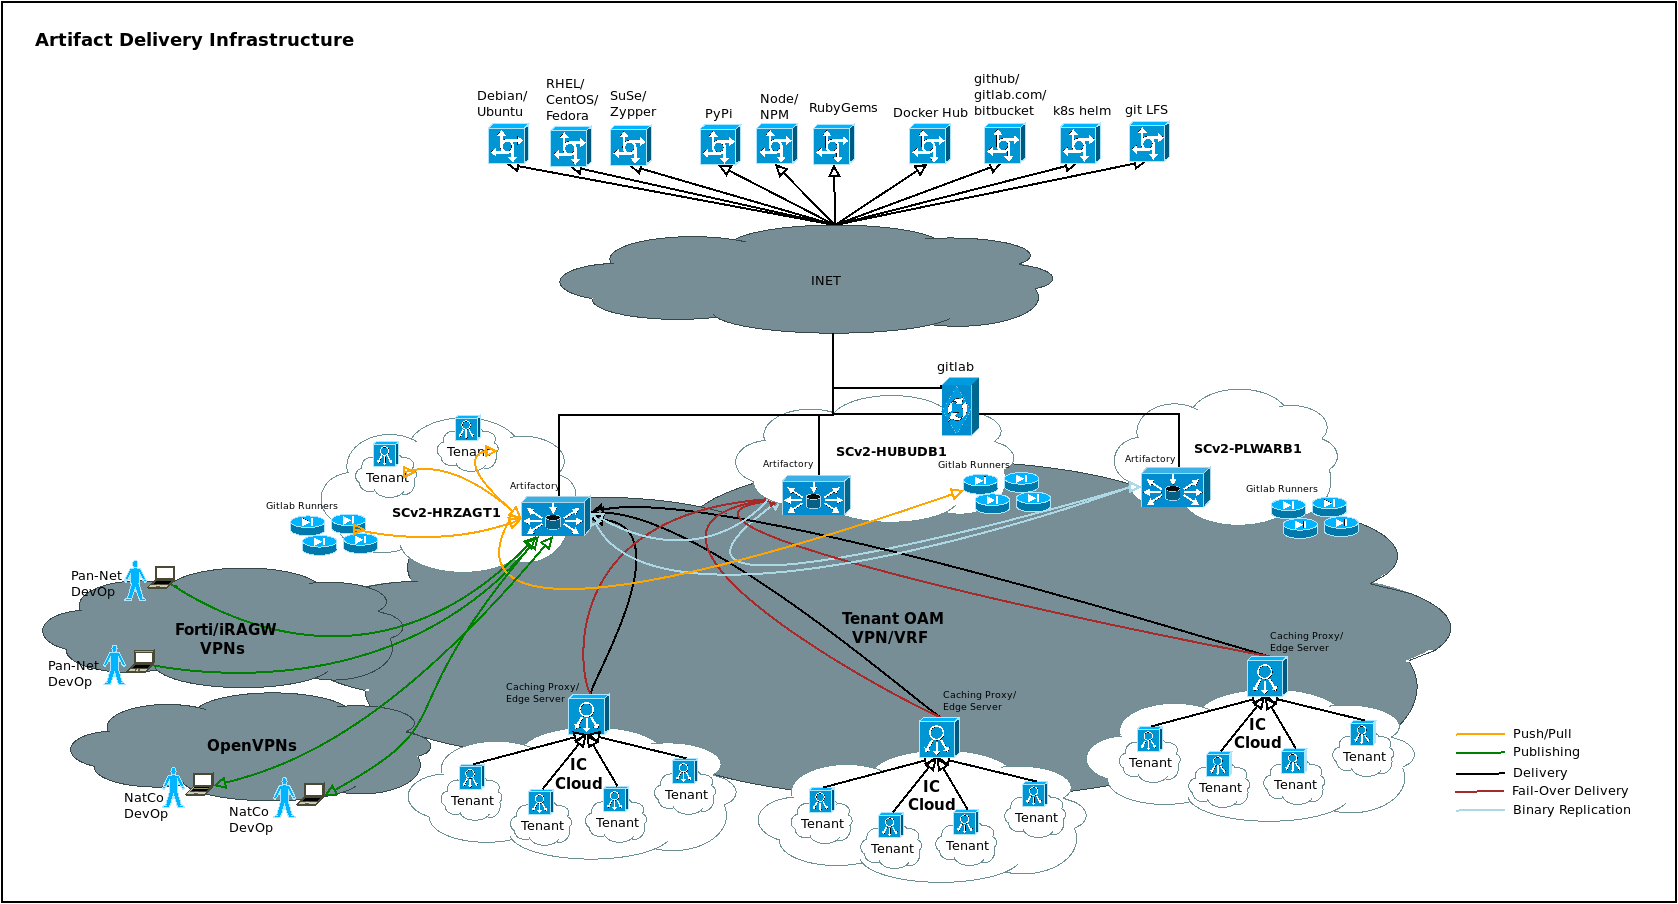 Artifact Delivery Infrastructure
Debian/
Ubuntu
RHEL/
CentOS/
Fedora
SuSe/
Zypper
PyPi
Node/
NPM
RubyGems
Docker Hub
github/
gitlab.com/
bitbucket
k8s helm
git LFS
INET
gitlab
SCv2-HUBUDB1
SCv2-PLWARB1
Artifactory
Gitlab Runners
Artifactory
Gitlab Runners
Tenant
Tenant
Artifactory
Gitlab Runners
SCv2-HRZAGT1
Pan-Net
DevOp
Forti/iRAGW
VPNs
Pan-Net
DevOp
Tenant OAM
VPN/VRF
Caching Proxy/
Edge Server
Caching Proxy/
Edge Server
Caching Proxy/
Edge Server
OpenVPNs
NatCo
DevOp
NatCo
DevOp
IC
Cloud
Tenant
Tenant
Tenant
Tenant
IC
Cloud
Tenant
Tenant
Tenant
Tenant
IC
Cloud
Tenant
Tenant
Tenant
Tenant
Push/Pull
Publishing
Delivery
Fail-Over Delivery
Binary Replication